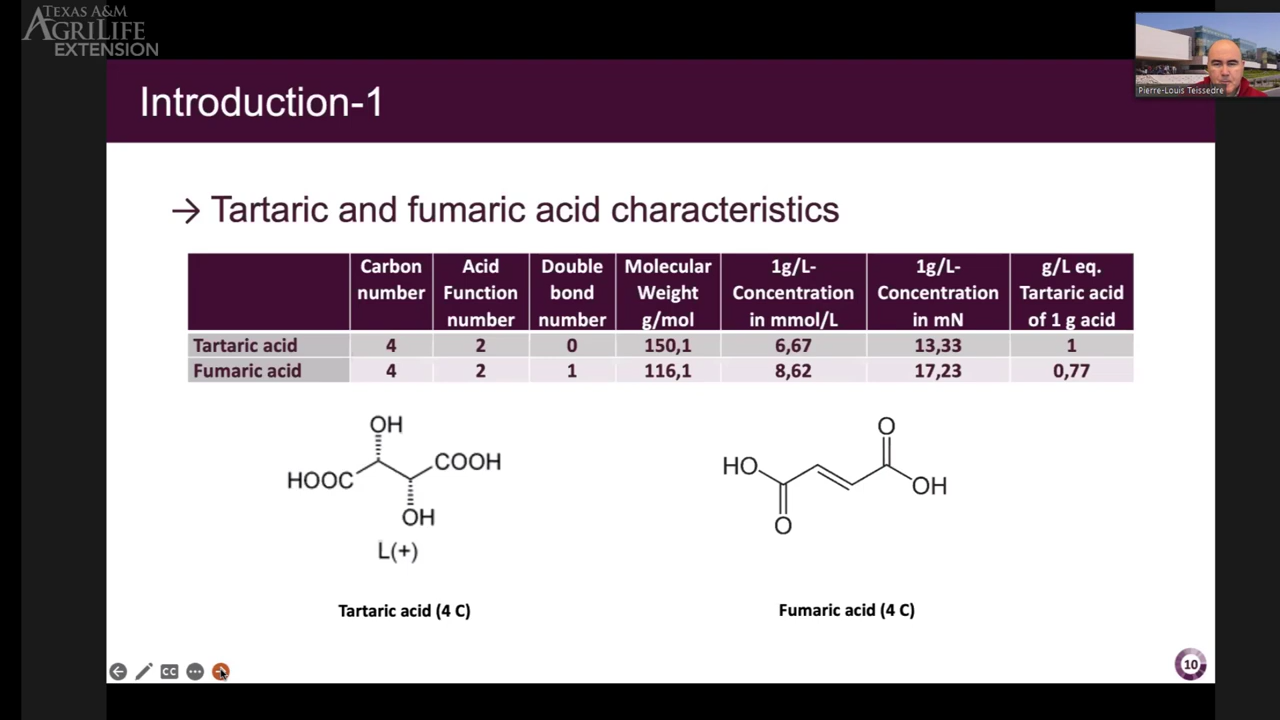 TEXAS A&M
AGRILIFE
EXTENSION
Pierre-Louis Teissedre
Introduction-1
→ Tartaric and fumaric acid characteristics
Carbon number | Acid Function number | Double bond number | Molecular Weight g/mol | 1g/L- Concentration in mmol/L | 1g/L- Concentration in mN | g/L eq. Tartaric acid of 1 g acid
Tartaric acid | 4 | 2 | 0 | 150,1 | 6,67 | 13,33 | 1
Fumaric acid | 4 | 2 | 1 | 116,1 | 8,62 | 17,23 | 0,77
OH
HOOC
COOH
OH
L(+)
O
HO
OH
O
Tartaric acid (4 C)
Fumaric acid (4 C)
CC
10